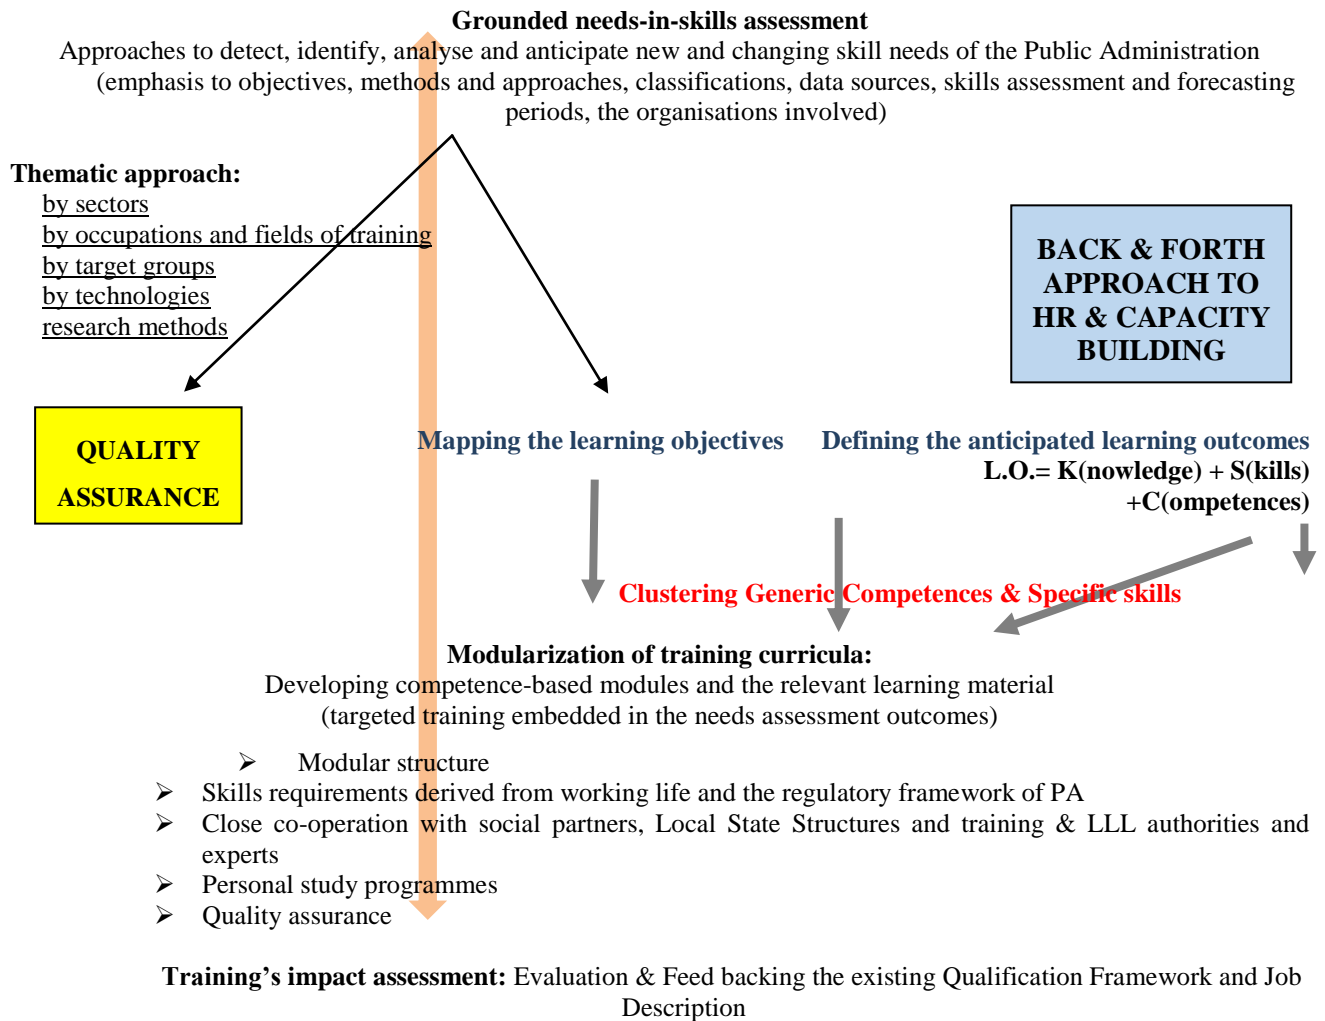 Grounded needs-in-skills assessment
Approaches to detect, identify, analyse and anticipate new and changing skill needs of the Public Administration
(emphasis to objectives, methods and approaches, classifications, data sources, skills assessment and forecasting
periods, the organisations involved)
Thematic approach:
by sectors
by occupations and fields of training
by target groups
by technologies
research methods
BACK & FORTH
APPROACH TO
HR & CAPACITY
BUILDING
QUALITY
ASSURANCE
Mapping the learning objectives
Defining the anticipated learning outcomes
L.O.= K(nowledge) + S(kills)
+C(ompetences)
Clustering Generic Competences & Specific skills
Modularization of training curricula:
Developing competence-based modules and the relevant learning material
(targeted training embedded in the needs assessment outcomes)
➢ Modular structure
➢ Skills requirements derived from working life and the regulatory framework of PA
➢ Close co-operation with social partners, Local State Structures and training & LLL authorities and
experts
➢ Personal study programmes
➢ Quality assurance
Training’s impact assessment: Evaluation & Feed backing the existing Qualification Framework and Job
Description